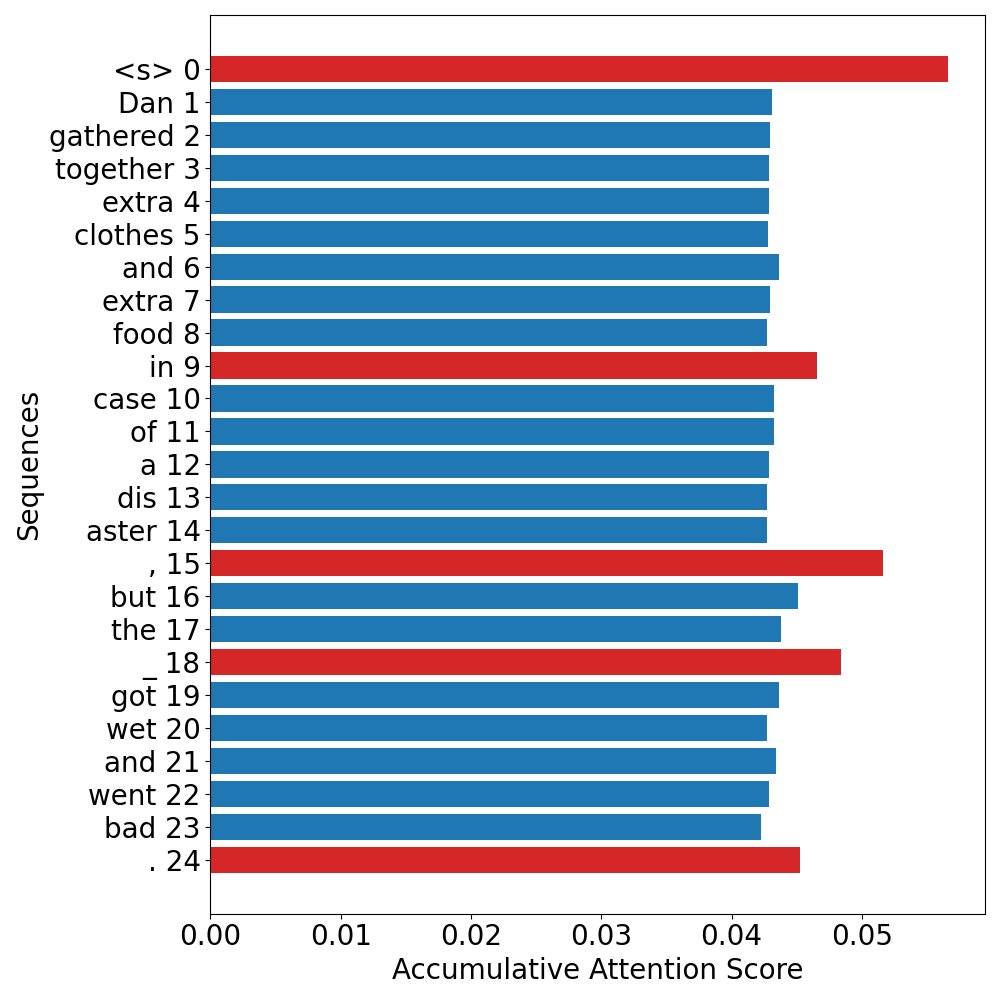 <s> 0
Dan 1
gathered 2
together 3
extra 4
clothes 5
and 6
extra 7
food 8
in 9
case 10
of 11
a 12
dis 13
aster 14
, 15
but 16
the 17
_ 18
got 19
wet 20
and 21
went 22
bad 23
. 24
Sequences
0.00 0.01 0.02 0.03 0.04 0.05
Accumulative Attention Score